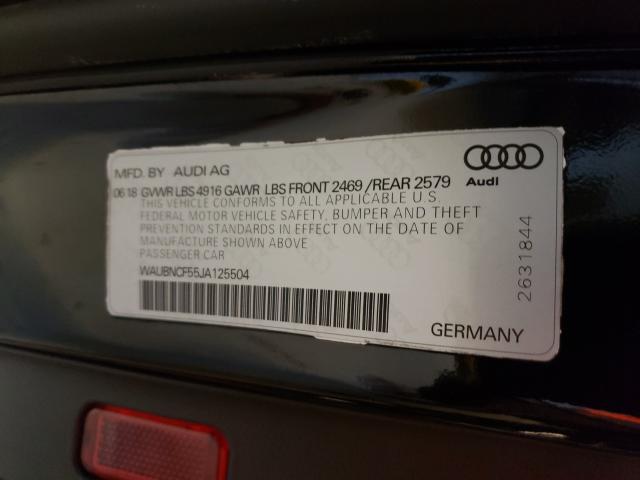 MFD. BY AUDI AG
06 18 GVWR LBS 4916 GAWR LBS FRONT 2469 /REAR 2579
THIS VEHICLE CONFORMS TO ALL APPLICABLE U.S.
FEDERAL MOTOR VEHICLE SAFETY, BUMPER AND THEFT
PREVENTION STANDARDS IN EFFECT ON THE DATE OF
MANUFACTURE SHOWN ABOVE
PASSENGER CAR
WAUBNCF55JA125504
Audi
2631844
GERMANY